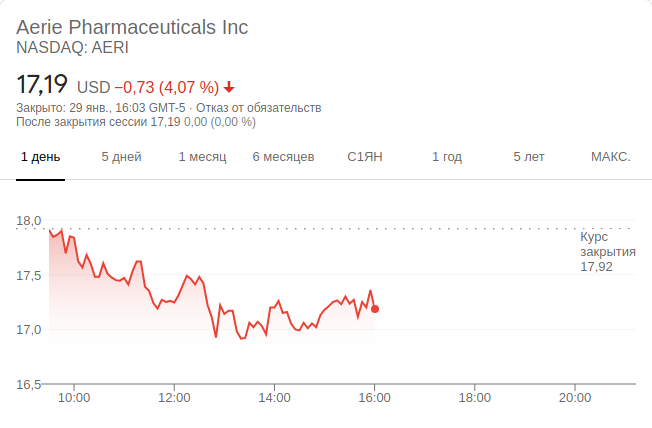 Aerie Pharmaceuticals Inc
NASDAQ: AERI
17,19 USD −0,73 (4,07 %)
Закрыто: 29 янв., 16:03 GMT-5 · Отказ от обязательств
После закрытия сессии 17,19 0,00 (0,00 %)
1 день 5 дней 1 месяц 6 месяцев С1ЯН 1 год 5 лет МАКС.
18,0
Курс
закрытия
17,92
17,5
17,0
16,5
10:00 12:00 14:00 16:00 18:00 20:00